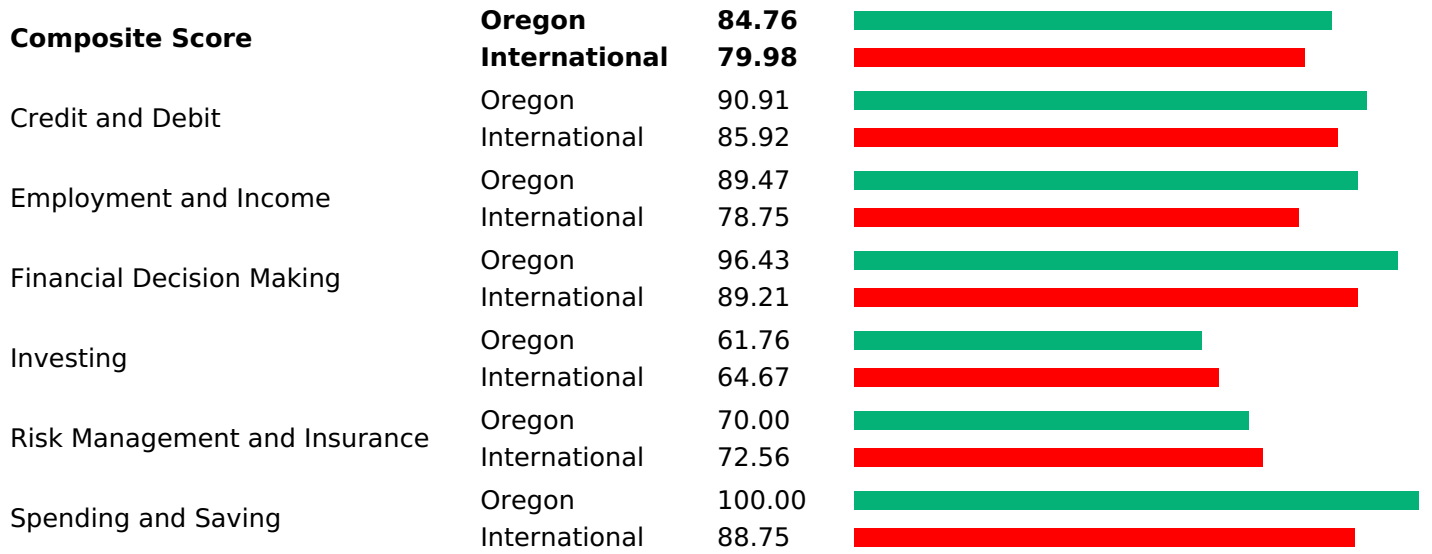 Composite Score
Oregon 84.76
International 79.98
Credit and Debit
Oregon 90.91
International 85.92
Employment and Income
Oregon 89.47
International 78.75
Financial Decision Making
Oregon 96.43
International 89.21
Investing
Oregon 61.76
International 64.67
Risk Management and Insurance
Oregon 70.00
International 72.56
Spending and Saving
Oregon 100.00
International 88.75